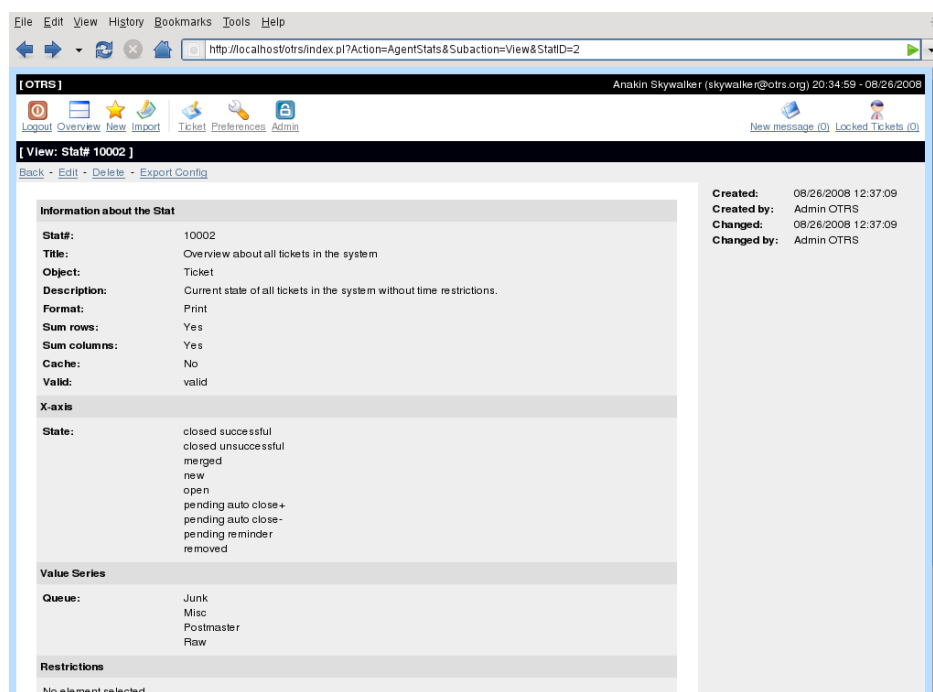 File Edit View History Bookmarks Tools Help
http://localhost/otrs/index.pl?Action=AgentStats&Subaction=View&StatID=2
[ OTRS ] Anakin Skywalker (skywalker@otrs.org) 20:34:59 - 08/26/2008
Logout Overview New Import Ticket Preferences Admin New message (0) Locked Tickets (0)
[ View: Stat# 10002 ]
Back - Edit - Delete - Export Config
Created: 08/26/2008 12:37:09
Created by: Admin OTRS
Changed: 08/26/2008 12:37:09
Changed by: Admin OTRS
Information about the Stat
Stat#: 10002
Title: Overview about all tickets in the system
Object: Ticket
Description: Current state of all tickets in the system without time restrictions.
Format: Print
Sum rows: Yes
Sum columns: Yes
Cache: No
Valid: valid
X-axis
State: closed successful
closed unsuccessful
merged
new
open
pending auto close+
pending auto close-
pending reminder
removed
Value Series
Queue: Junk
Misc
Postmaster
Raw
Restrictions
No element selected.